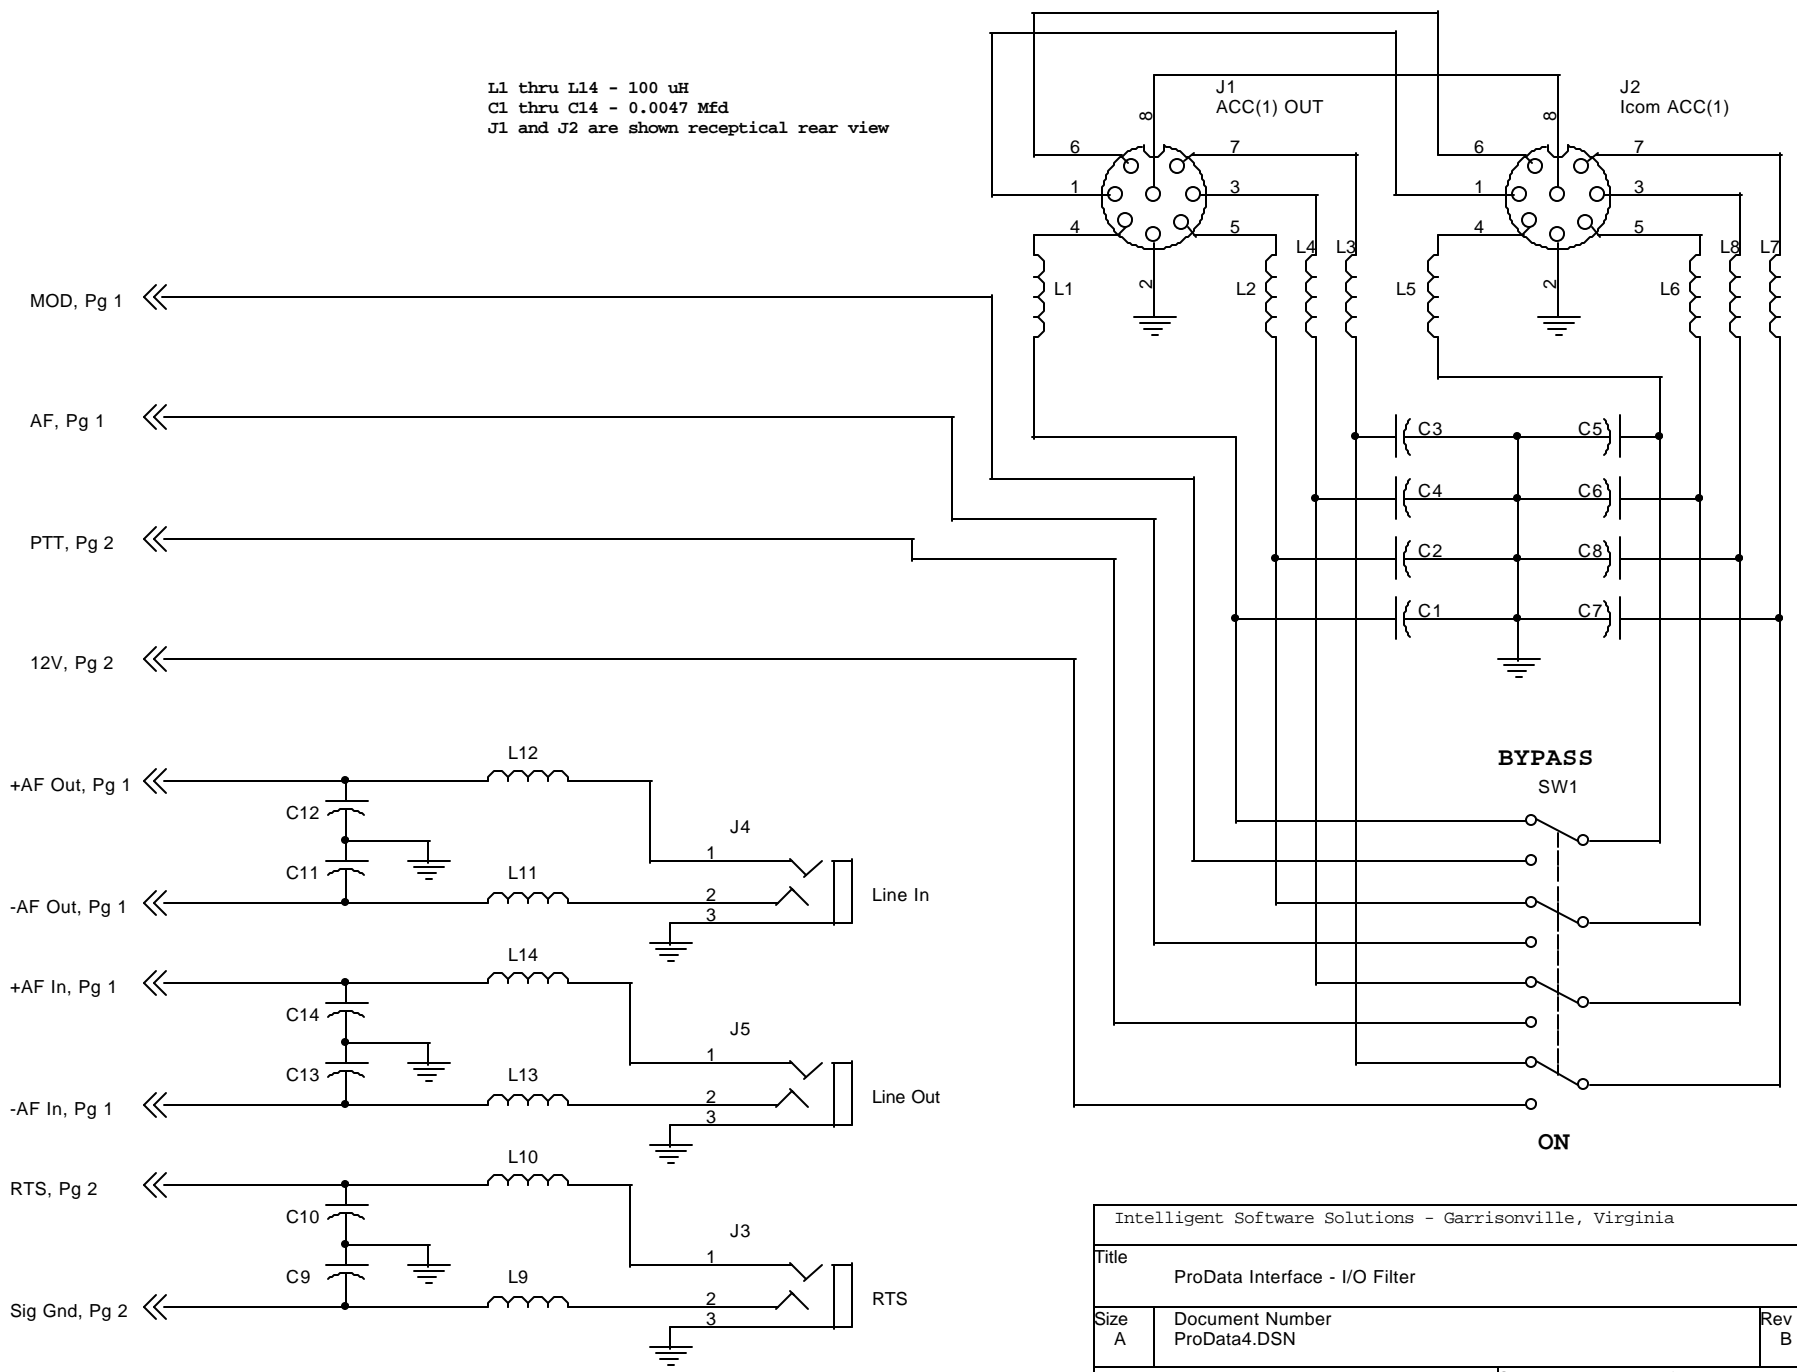 L1 thru L14 - 100 uH
C1 thru C14 - 0.0047 Mfd
J1 and J2 are shown receptical rear view
J1
ACC(1) OUT
J2
Icom ACC(1)
8
8
6
7
6
7
1
3
1
3
4
5
4
5
2
2
L4
L3
L8
L7
L1
L2
L5
L6
MOD, Pg 1
AF, Pg 1
PTT, Pg 2
12V, Pg 2
C3
C5
C4
C6
C2
C8
C1
C7
BYPASS
SW1
ON
+AF Out, Pg 1
L12
C12
J4
1
C11
L11
2
3
Line In
-AF Out, Pg 1
+AF In, Pg 1
L14
C14
J5
1
C13
L13
2
3
Line Out
-AF In, Pg 1
RTS, Pg 2
L10
C10
J3
1
C9
L9
2
3
RTS
Sig Gnd, Pg 2
Intelligent Software Solutions - Garrisonville, Virginia
Title
ProData Interface - I/O Filter
Size
A
Document Number
ProData4.DSN
Rev
B